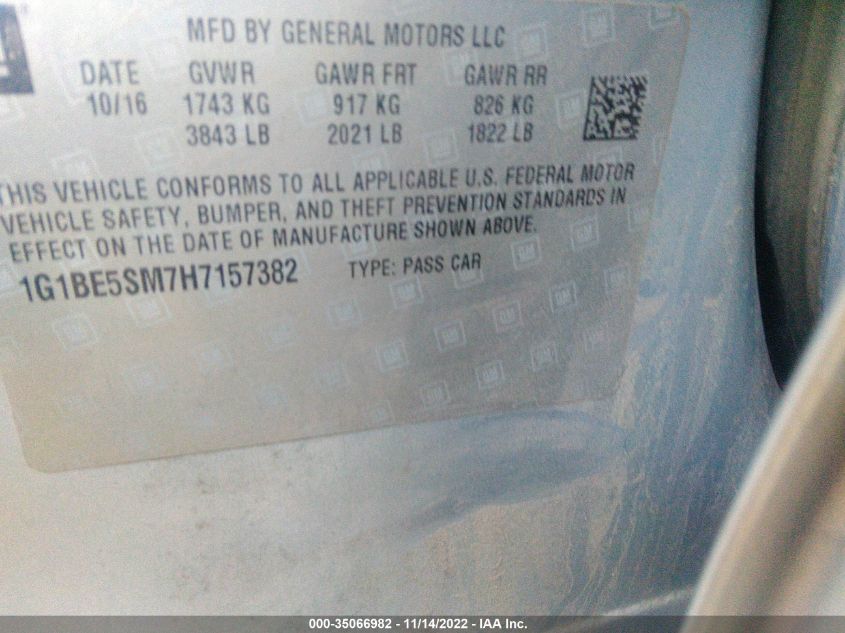 MFD BY GENERAL MOTORS LLC
DATE GVWR GAWR FRT GAWR RR
10/16 1743 KG 917 KG 826 KG
3843 LB 2021 LB 1822 LB
THIS VEHICLE CONFORMS TO ALL APPLICABLE U.S. FEDERAL MOTOR
VEHICLE SAFETY, BUMPER, AND THEFT PREVENTION STANDARDS IN
EFFECT ON THE DATE OF MANUFACTURE SHOWN ABOVE.
1G1BE5SM7H7157382 TYPE: PASS CAR
000-35066982 - 11/14/2022 - IAA Inc.